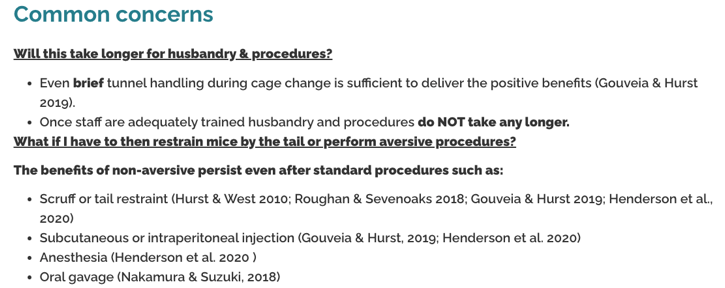 Common concerns
Will this take longer for husbandry & procedures?
• Even brief tunnel handling during cage change is sufficient to deliver the positive benefits (Gouveia & Hurst
2019).
• Once staff are adequately trained husbandry and procedures do NOT take any longer.
What if I have to then restrain mice by the tail or perform aversive procedures?
The benefits of non-aversive persist even after standard procedures such as:
• Scruff or tail restraint (Hurst & West 2010; Roughan & Sevenoaks 2018; Gouveia & Hurst 2019; Henderson et al.,
2020)
• Subcutaneous or intraperitoneal injection (Gouveia & Hurst, 2019; Henderson et al. 2020)
• Anesthesia (Henderson et al. 2020 )
• Oral gavage (Nakamura & Suzuki, 2018)